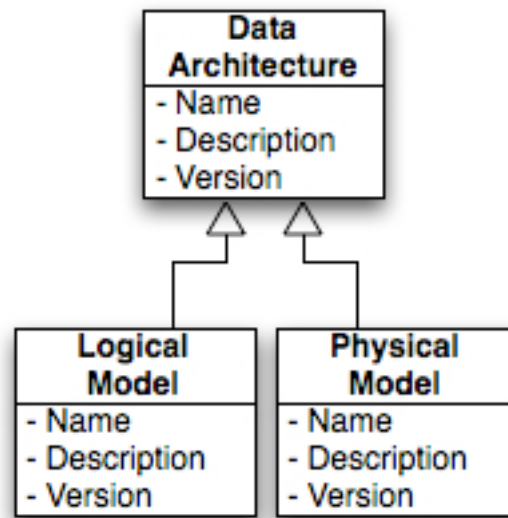 Data
Architecture
- Name
- Description
- Version
Logical
Model
- Name
- Description
- Version
Physical
Model
- Name
- Description
- Version